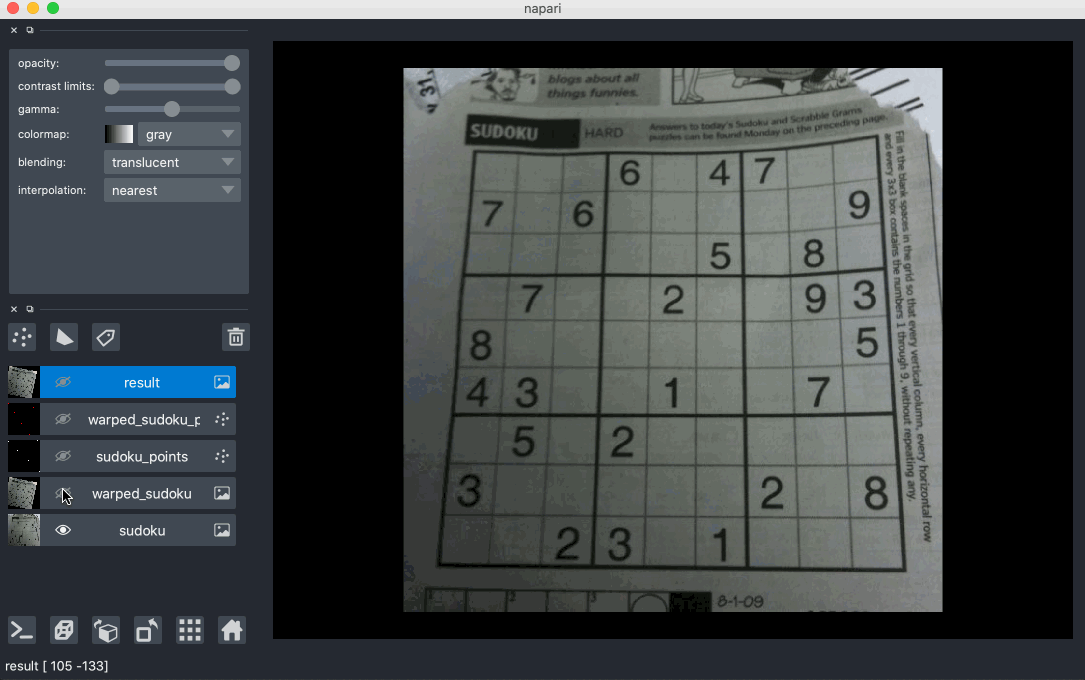 napari
opacity:
contrast limits:
gamma:
colormap:
gray
blending:
translucent
interpolation:
nearest
result
warped_sudoku_p
sudoku_points
warped_sudoku
sudoku
result [ 105 -133]
31,
blogs about all
things funnies.
SUDOKU HARD
Answers to today's Sudoku and Scrabble Grams
puzzles can be found Monday on the preceding page.
6 4 7
7 6 9
5 8
7 2 9 3
8 5
4 3 1 7
5 2
3 2 8
2 3 1
Fill in the blank spaces in the grid so that every vertical column, every horizontal row
and every 3x3 box contains the numbers 1 through 9, without repeating any.
1 2 3
8-1-09